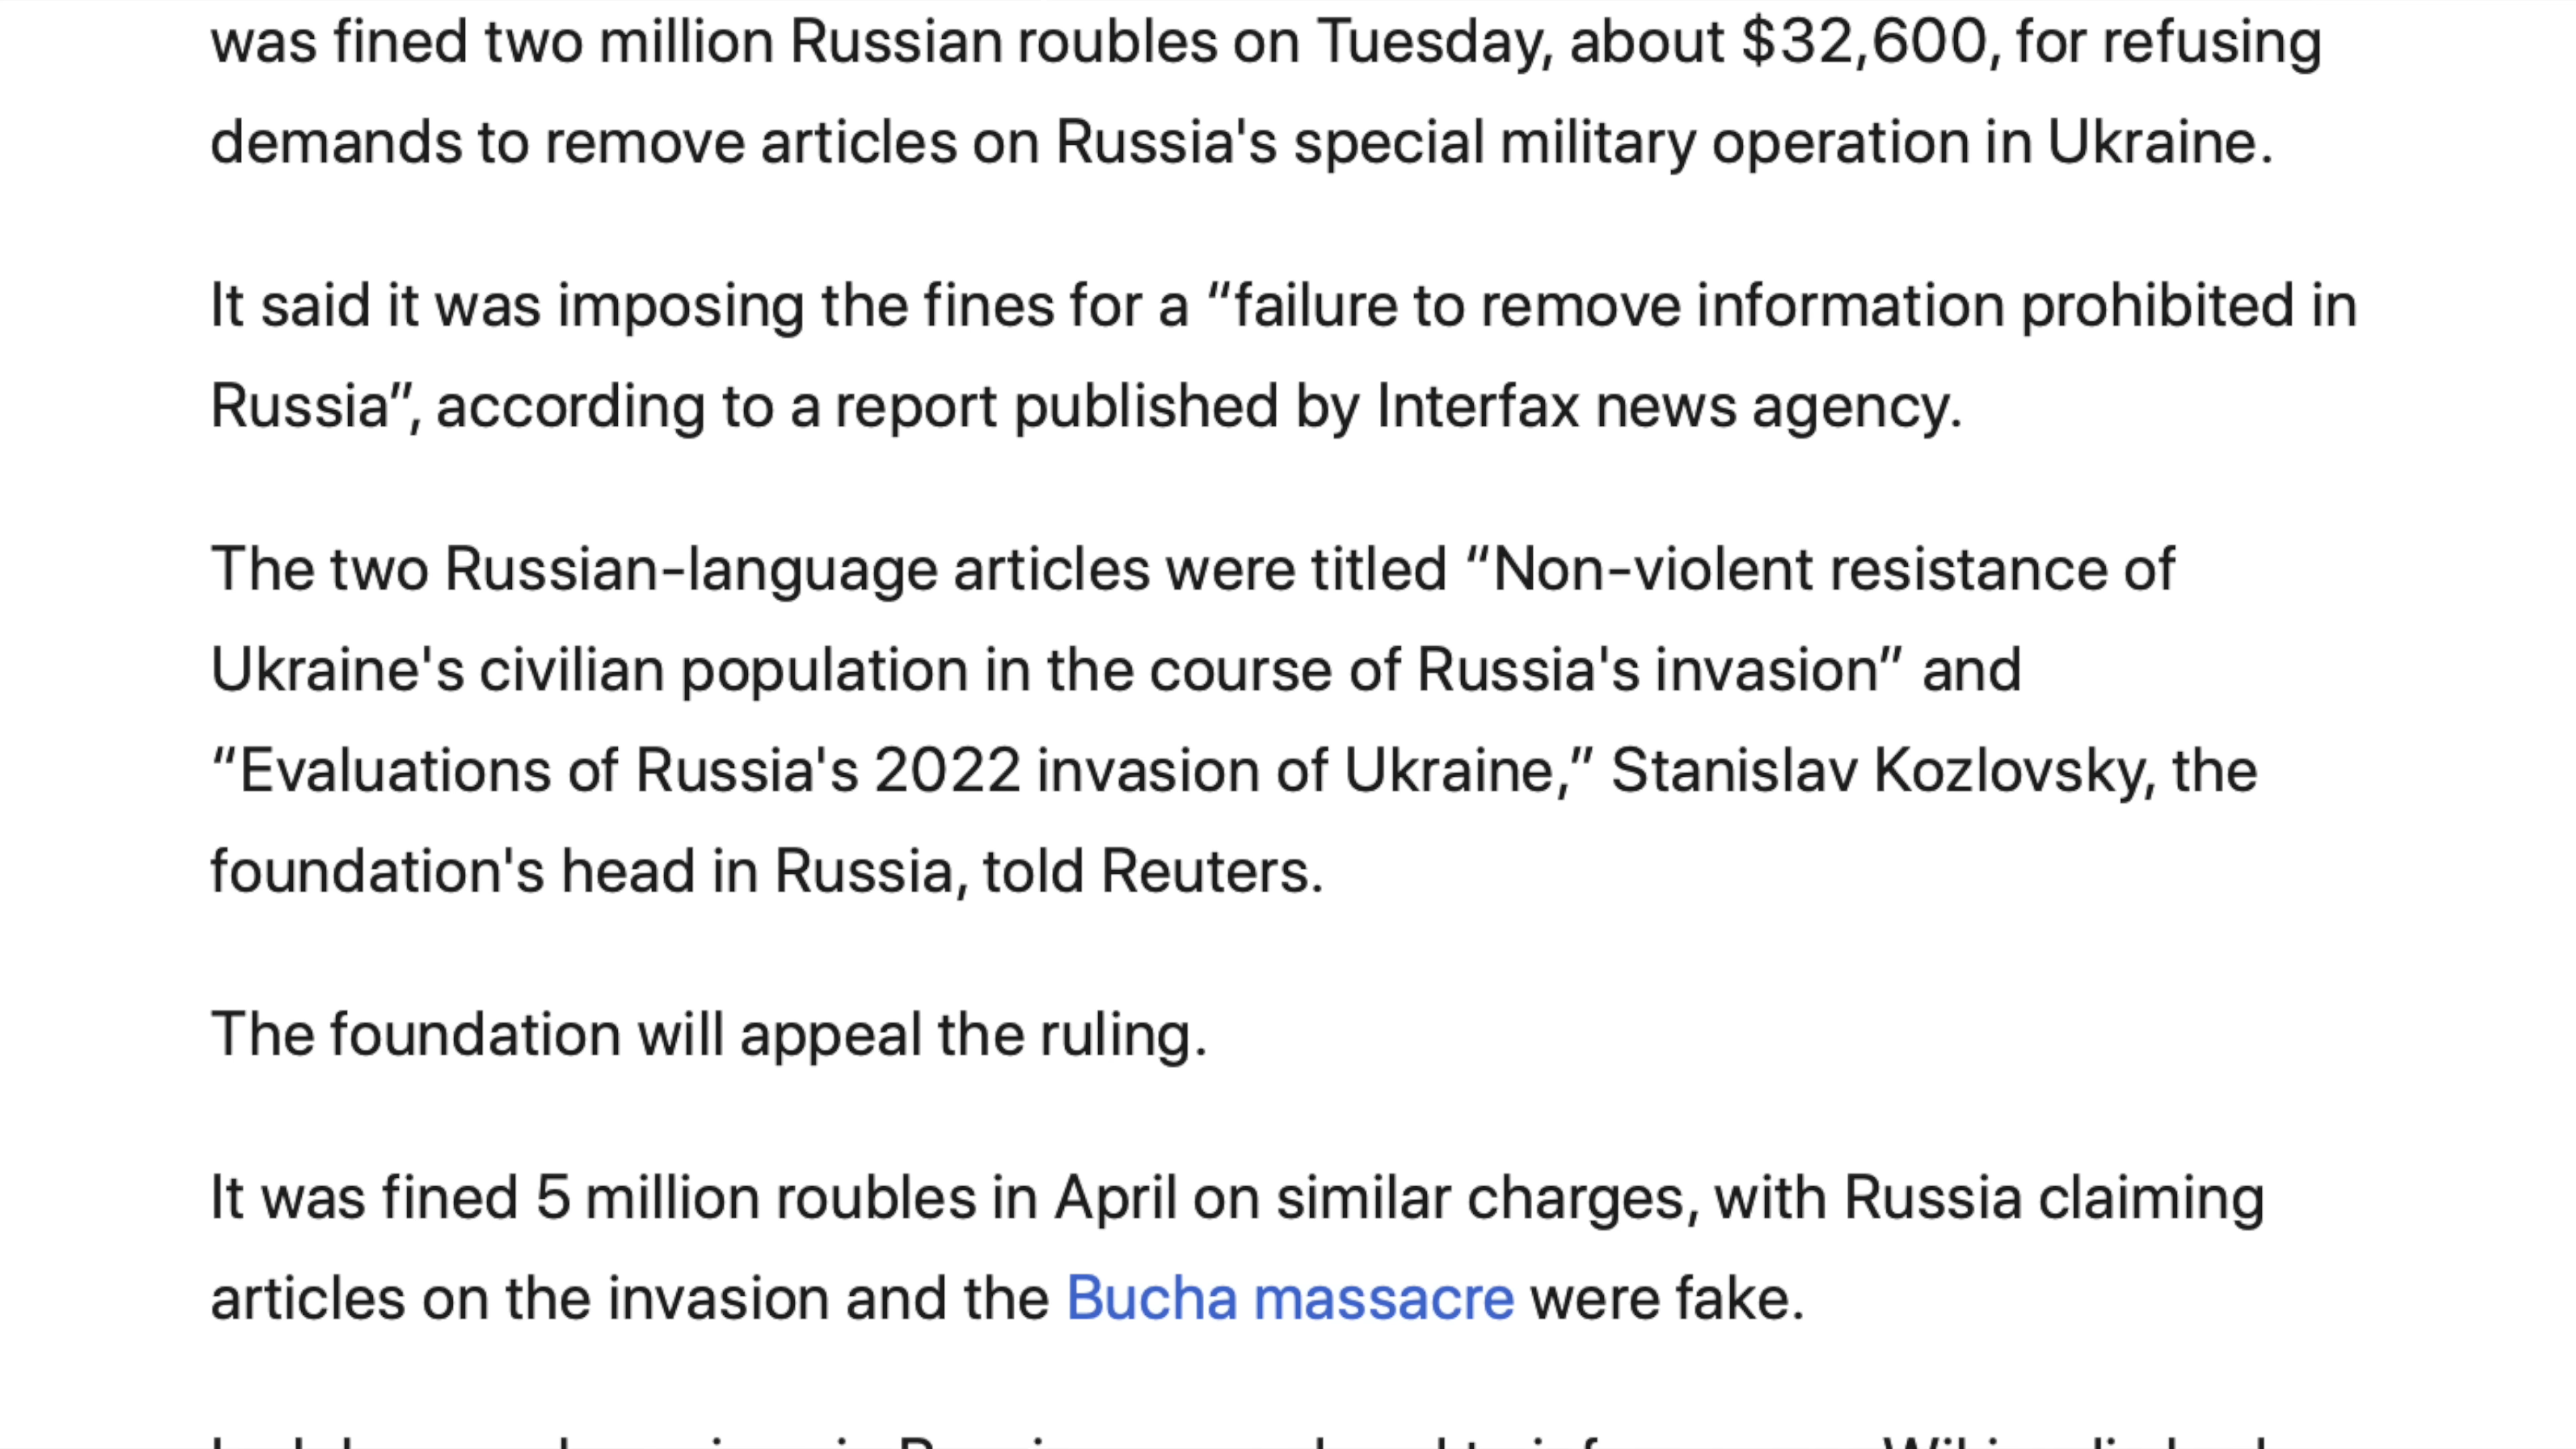 was fined two million Russian roubles on Tuesday, about $32,600, for refusing
demands to remove articles on Russia's special military operation in Ukraine.
It said it was imposing the fines for a “failure to remove information prohibited in
Russia”, according to a report published by Interfax news agency.
The two Russian-language articles were titled “Non-violent resistance of
Ukraine's civilian population in the course of Russia's invasion” and
“Evaluations of Russia's 2022 invasion of Ukraine,” Stanislav Kozlovsky, the
foundation's head in Russia, told Reuters.
The foundation will appeal the ruling.
It was fined 5 million roubles in April on similar charges, with Russia claiming
articles on the invasion and the Bucha massacre were fake.